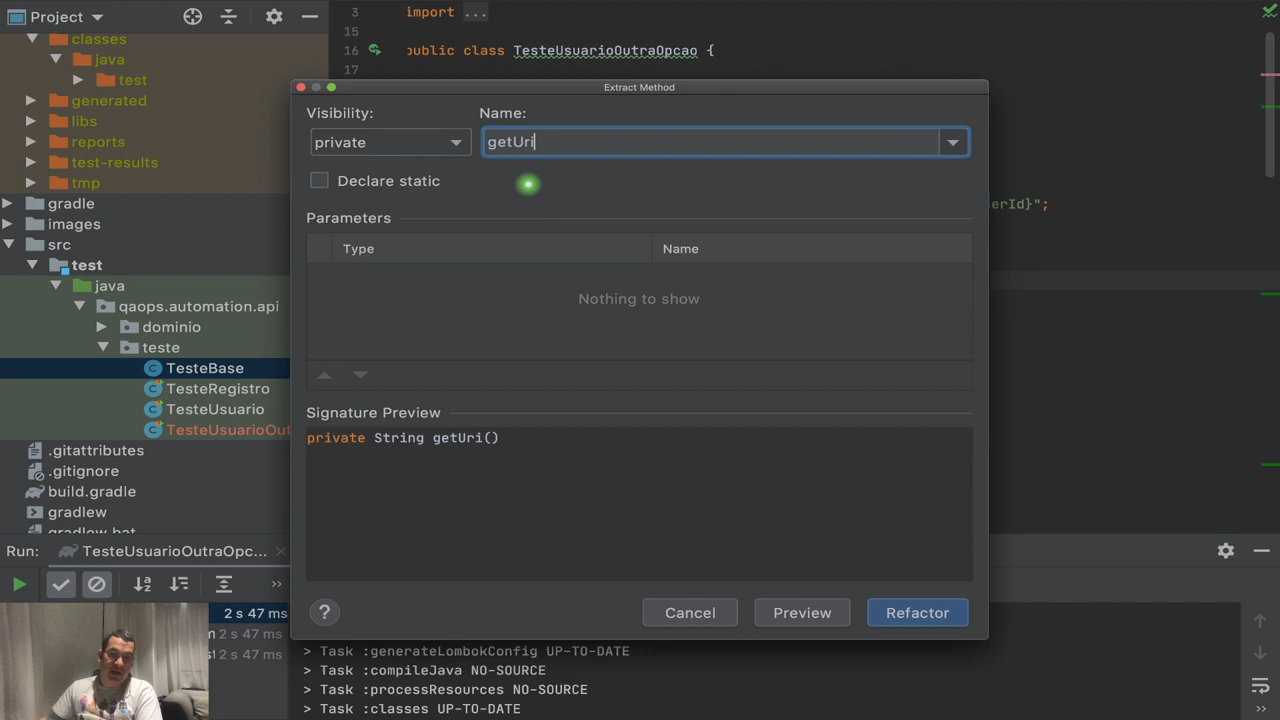 Project
classes
java
test
generated
libs
reports
test-results
tmp
gradle
images
src
test
java
qaops.automation.api
dominio
teste
TesteBase
TesteRegistro
TesteUsuario
TesteUsuarioOut
.gitattributes
.gitignore
build.gradle
gradlew
gradlew.bat
3 import ...
15
16 public class TesteUsuarioOutraOpcao {
17
erId}";
Extract Method
Visibility: Name:
private getUri
Declare static
Parameters
Type Name
Nothing to show
Signature Preview
private String getUri()
? Cancel Preview Refactor
Run: TesteUsuarioOutraOpc...
>>
2 s 47 ms
2 s 47 ms
2 s 47 ms
> Task :generateLombokConfig UP-TO-DATE
> Task :compileJava NO-SOURCE
> Task :processResources NO-SOURCE
> Task :classes UP-TO-DATE
>>